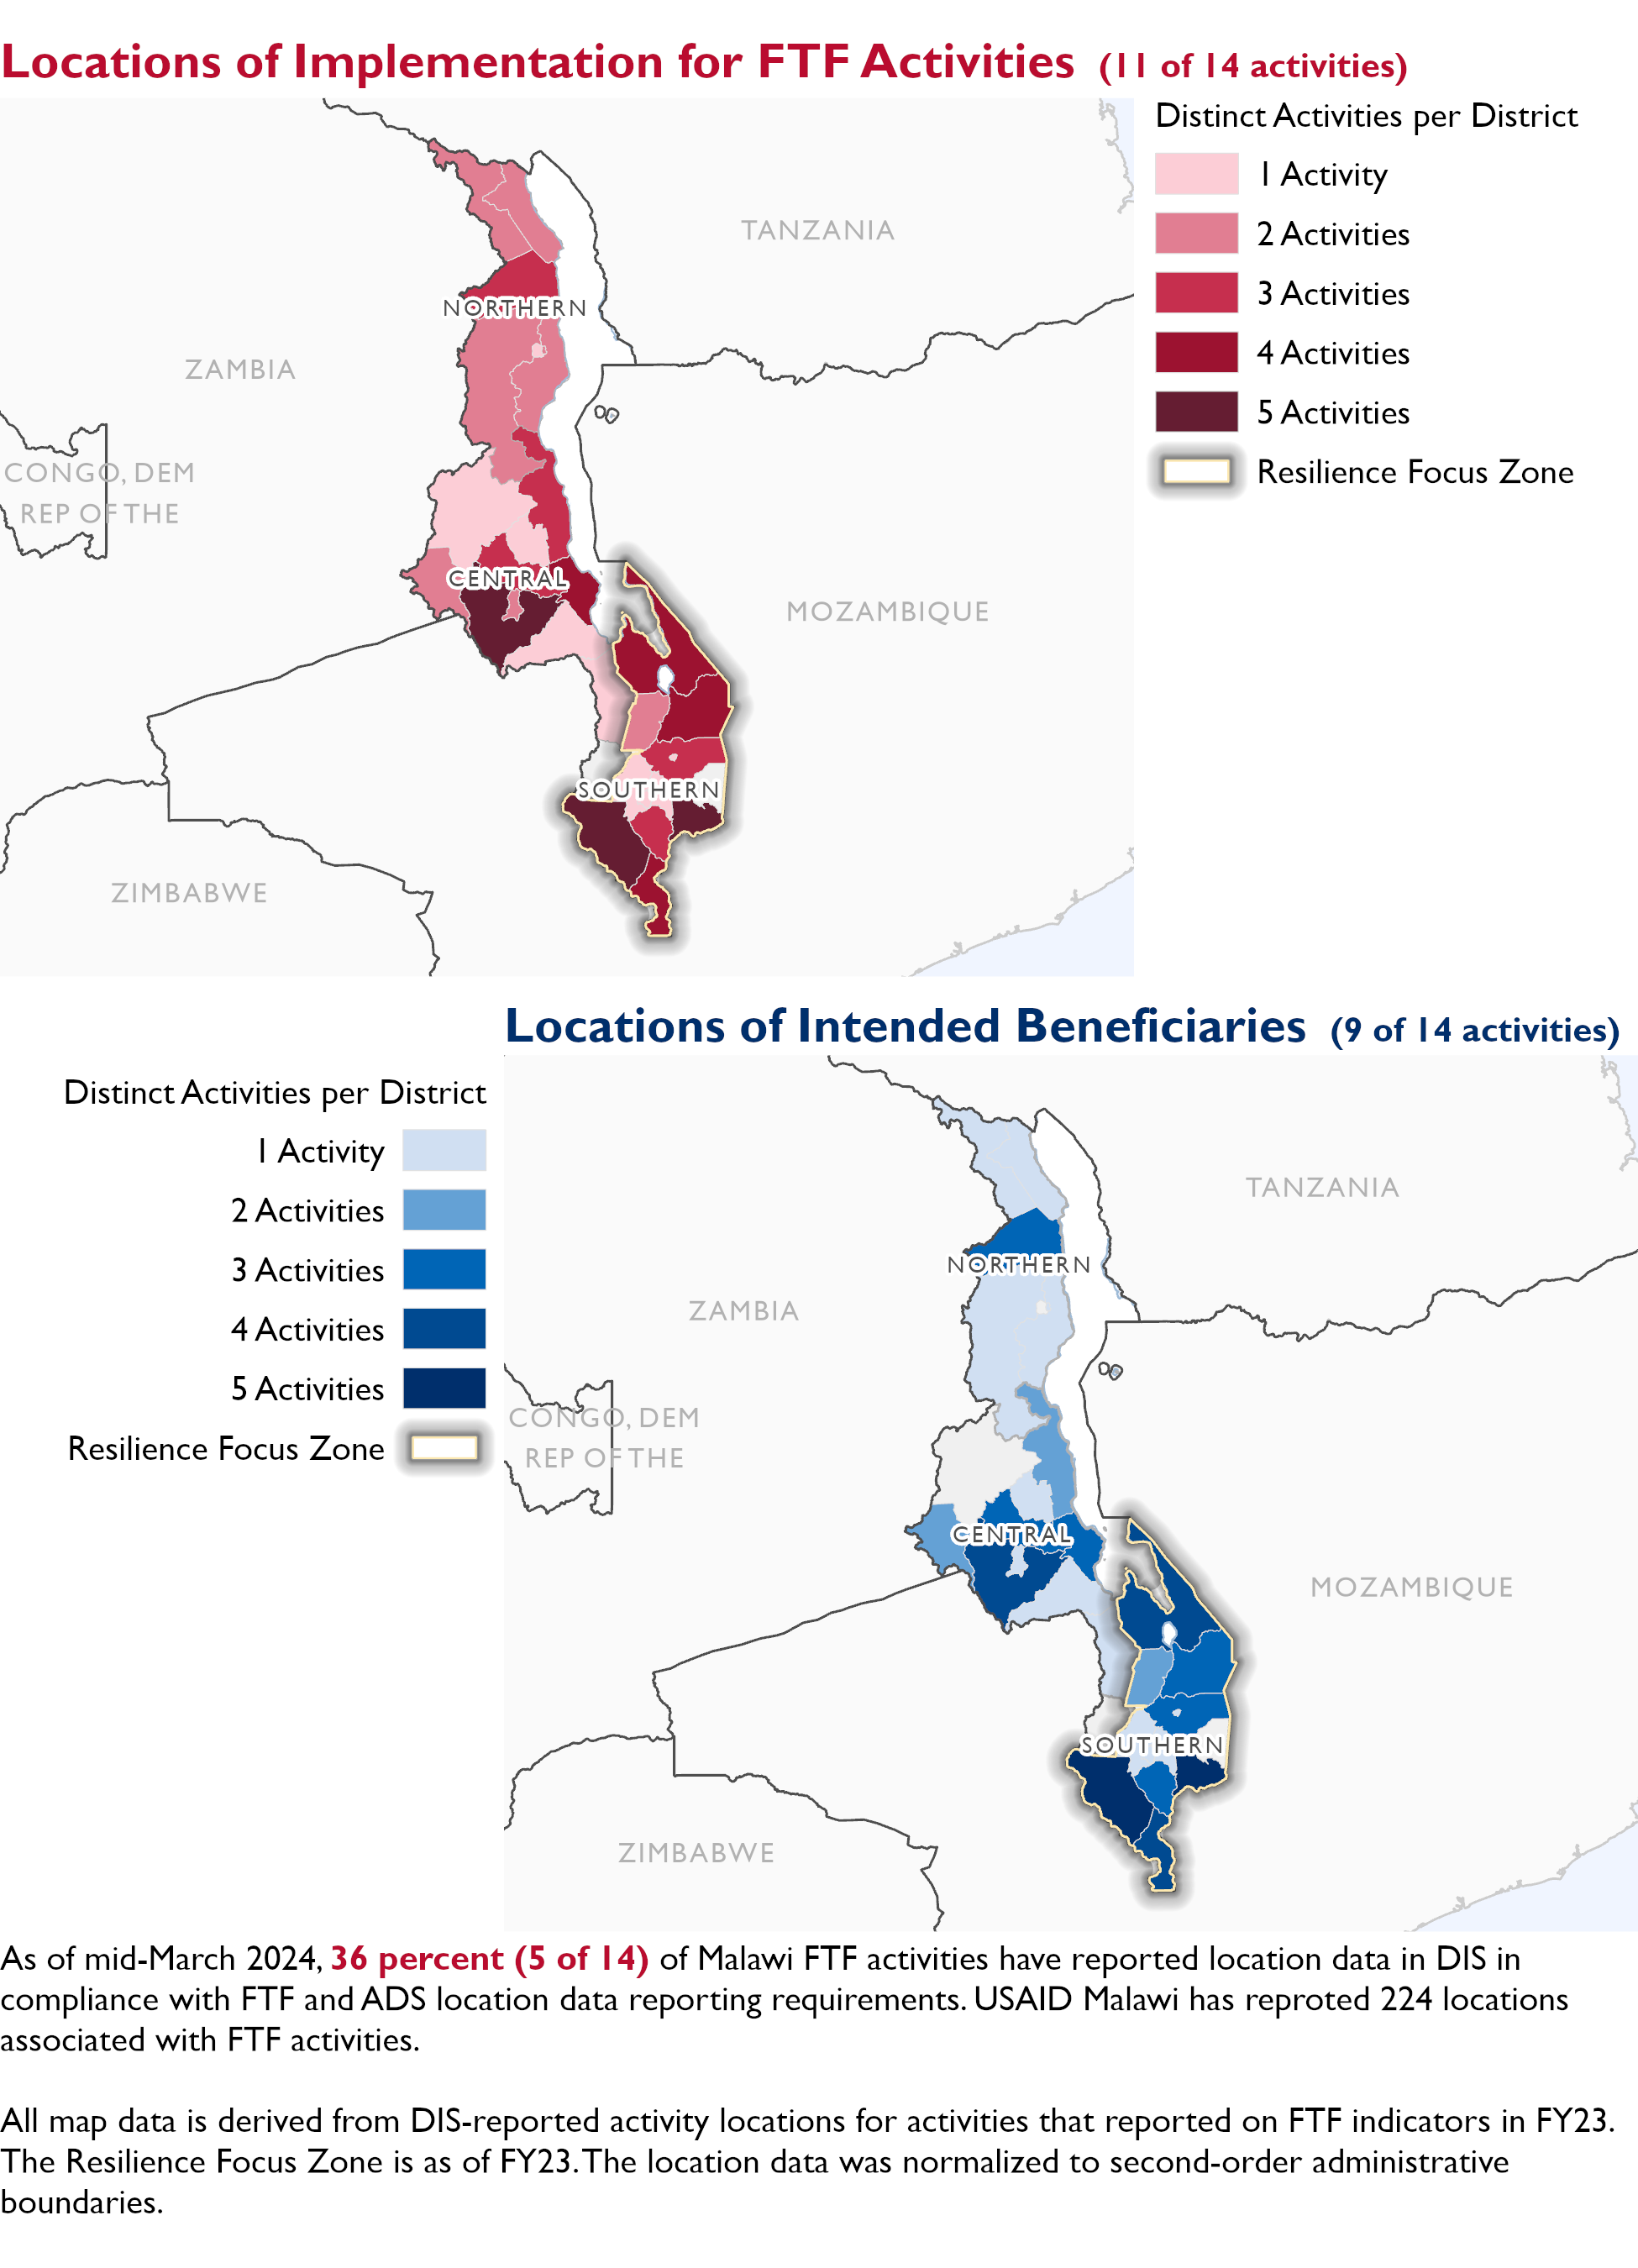 Locations of Implementation for FTF Activities (11 of 14 activities)
Distinct Activities per District
1 Activity
2 Activities
3 Activities
4 Activities
5 Activities
Resilience Focus Zone
TANZANIA
NORTHERN
ZAMBIA
CONGO, DEM
REP OF THE
CENTRAL
MOZAMBIQUE
SOUTHERN
ZIMBABWE
Locations of Intended Beneficiaries (9 of 14 activities)
Distinct Activities per District
1 Activity
2 Activities
3 Activities
4 Activities
5 Activities
Resilience Focus Zone
TANZANIA
NORTHERN
ZAMBIA
CONGO, DEM
REP OF THE
CENTRAL
MOZAMBIQUE
SOUTHERN
ZIMBABWE
As of mid-March 2024, 36 percent (5 of 14) of Malawi FTF activities have reported location data in DIS in
compliance with FTF and ADS location data reporting requirements. USAID Malawi has reproted 224 locations
associated with FTF activities.
All map data is derived from DIS-reported activity locations for activities that reported on FTF indicators in FY23.
The Resilience Focus Zone is as of FY23. The location data was normalized to second-order administrative
boundaries.